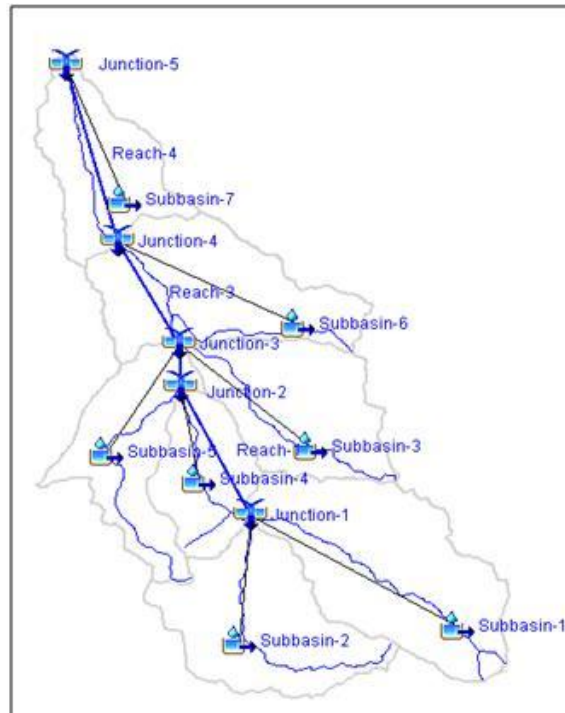 Junction-5
Reach-4
Subbasin-7
Junction-4
Reach-3
Subbasin-6
Junction-3
Junction-2
Subbasin-5
Reach-
Subbasin-3
Subbasin-4
Junction-1
Subbasin-2
Subbasin-1